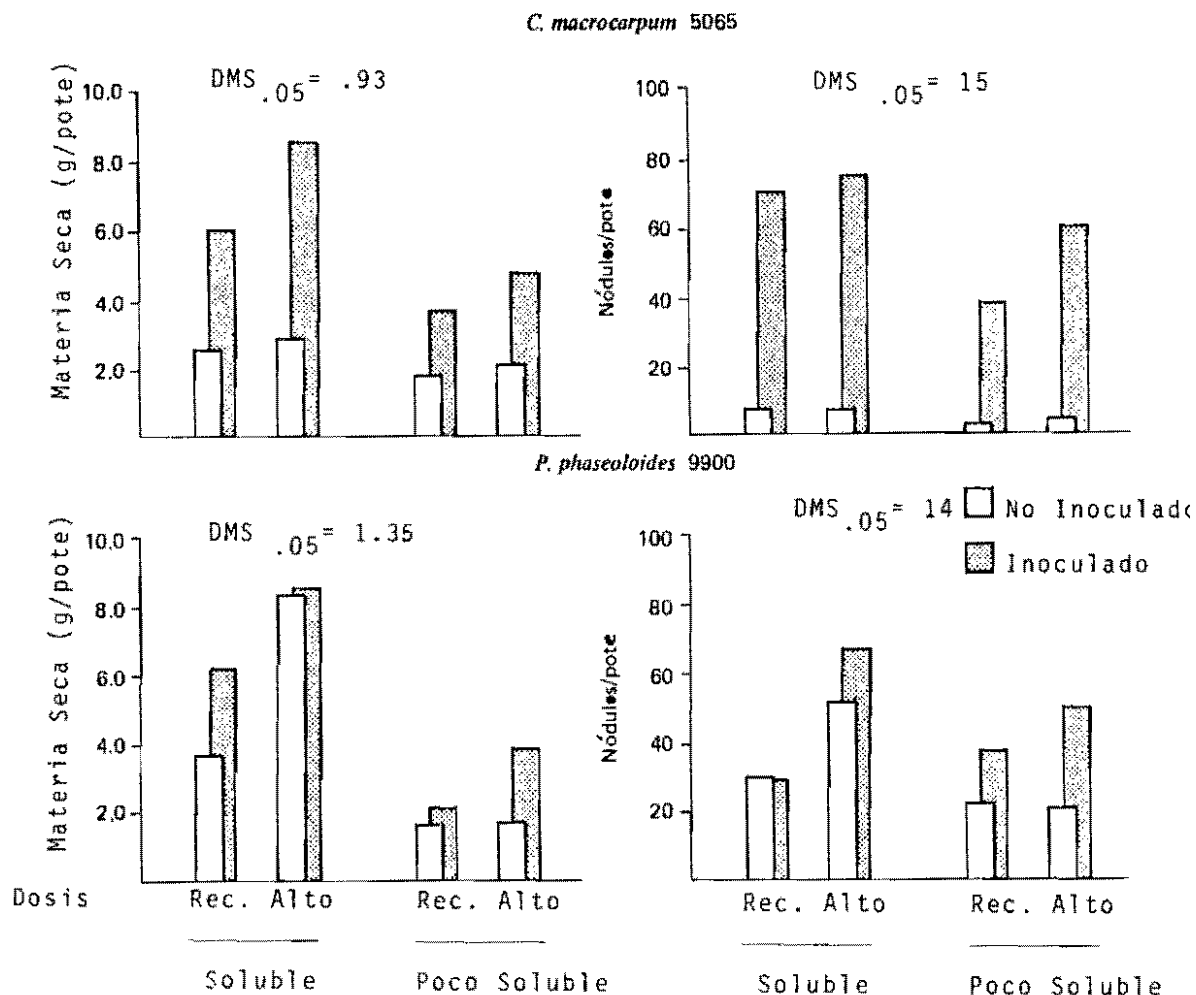 C. macrocarpum 5065
Materia Seca (g/pote)
DMS .05 = .93
10.0
8.0
6.0
4.0
2.0
Nódulos/pote
DMS .05 = 15
100
80
60
40
20
P. phaseoloides 9900
Materia Seca (g/pote)
DMS .05 = 1.35
10.0
8.0
6.0
4.0
2.0
Nódulos/pote
DMS .05 = 14
No Inoculado
Inoculado
100
80
60
40
20
Dosis Rec. Alto Rec. Alto Rec. Alto Rec. Alto
Soluble Poco Soluble Soluble Poco Soluble